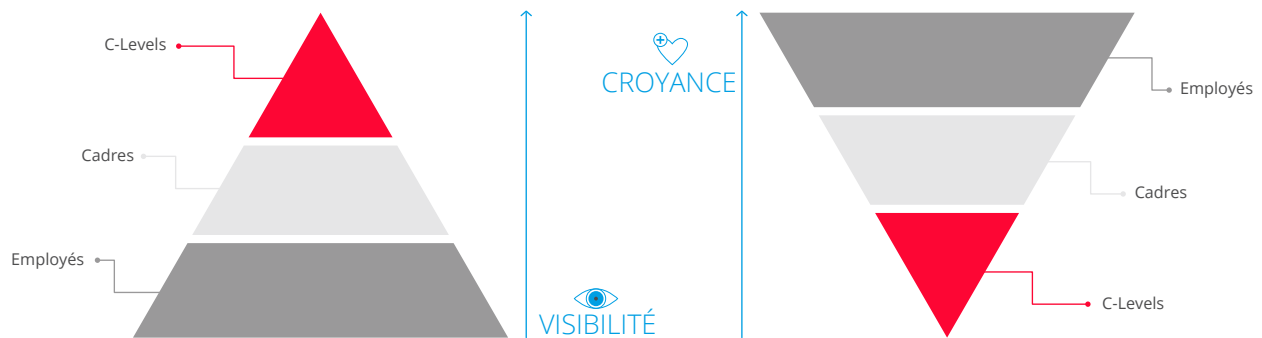 C-Levels
Cadres
Employés
CROYANCE
VISIBILITÉ
Employés
Cadres
C-Levels